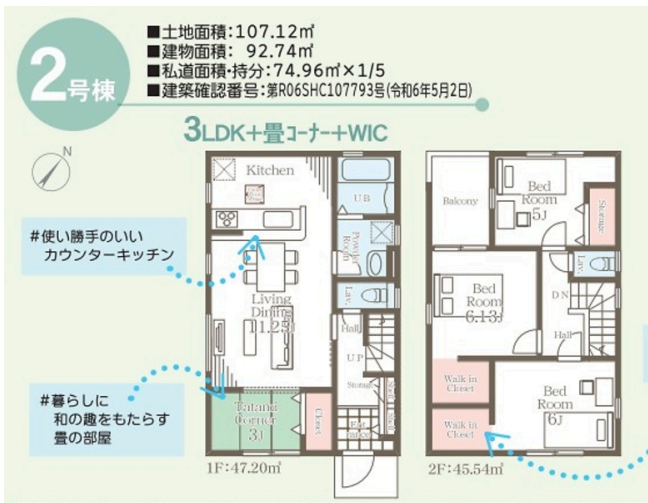 2号棟
■土地面積:107.12㎡
■建物面積: 92.74㎡
■私道面積・持分:74.96㎡×1/5
■建築確認番号:第R06SHC107793号(令和6年5月2日)
3LDK+畳コーナー+WIC
N
Kitchen
UB
#使い勝手のいい
カウンターキッチン
Powder
Room
Living
Dining
11.25J
Lav.
Hall
UP
Storage
#暮らしに
和の趣をもたらす
畳の部屋
Tatami
Corner
3J
Closet
Ent
rance
1F:47.20㎡
Balcony
Bed
Room
5J
Storage
Lav.
Bed
Room
6.13J
DN
Hall
Walk-in
Closet
Walk-in
Closet
Bed
Room
6J
2F:45.54㎡